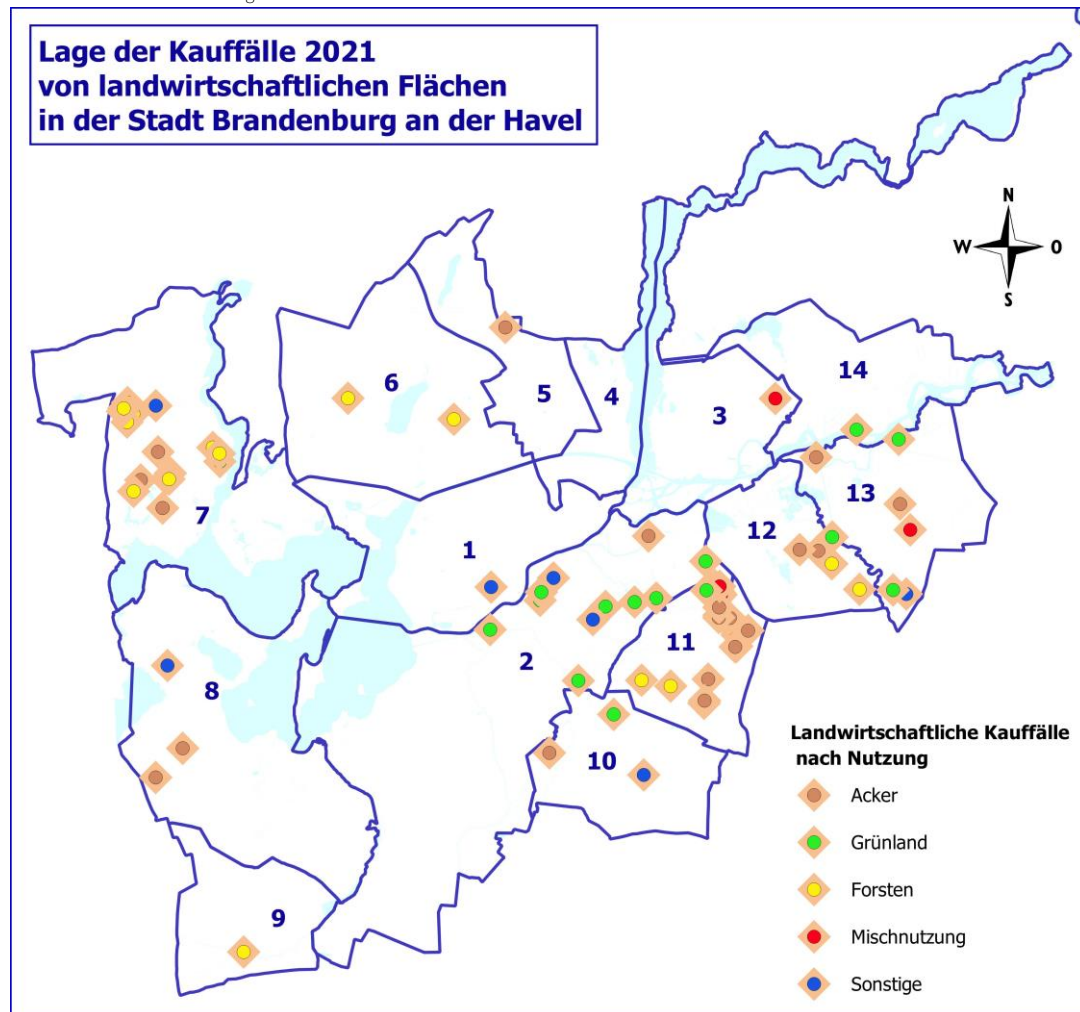 Lage der Kauffälle 2021
von landwirtschaftlichen Flächen
in der Stadt Brandenburg an der Havel
N
W
O
S
14
6
5
4
3
13
7
12
1
11
2
8
10
9
Landwirtschaftliche Kauffälle
nach Nutzung
Acker
Grünland
Forsten
Mischnutzung
Sonstige